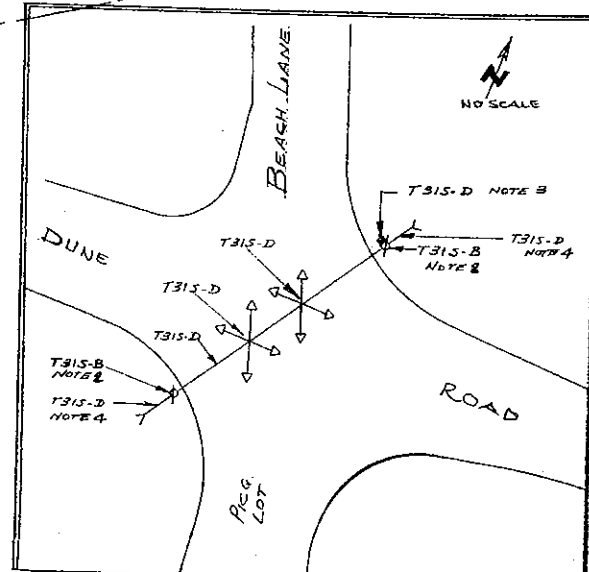 BEACH LANE
N
NO SCALE
T315-D NOTE 3
T315-D
NOTE 4
T315-B
NOTE 2
DUNE
T315-D
T315-D
T315-D
T315-B
NOTE 2
T315-D
NOTE 4
ROAD
PKG.
LOT